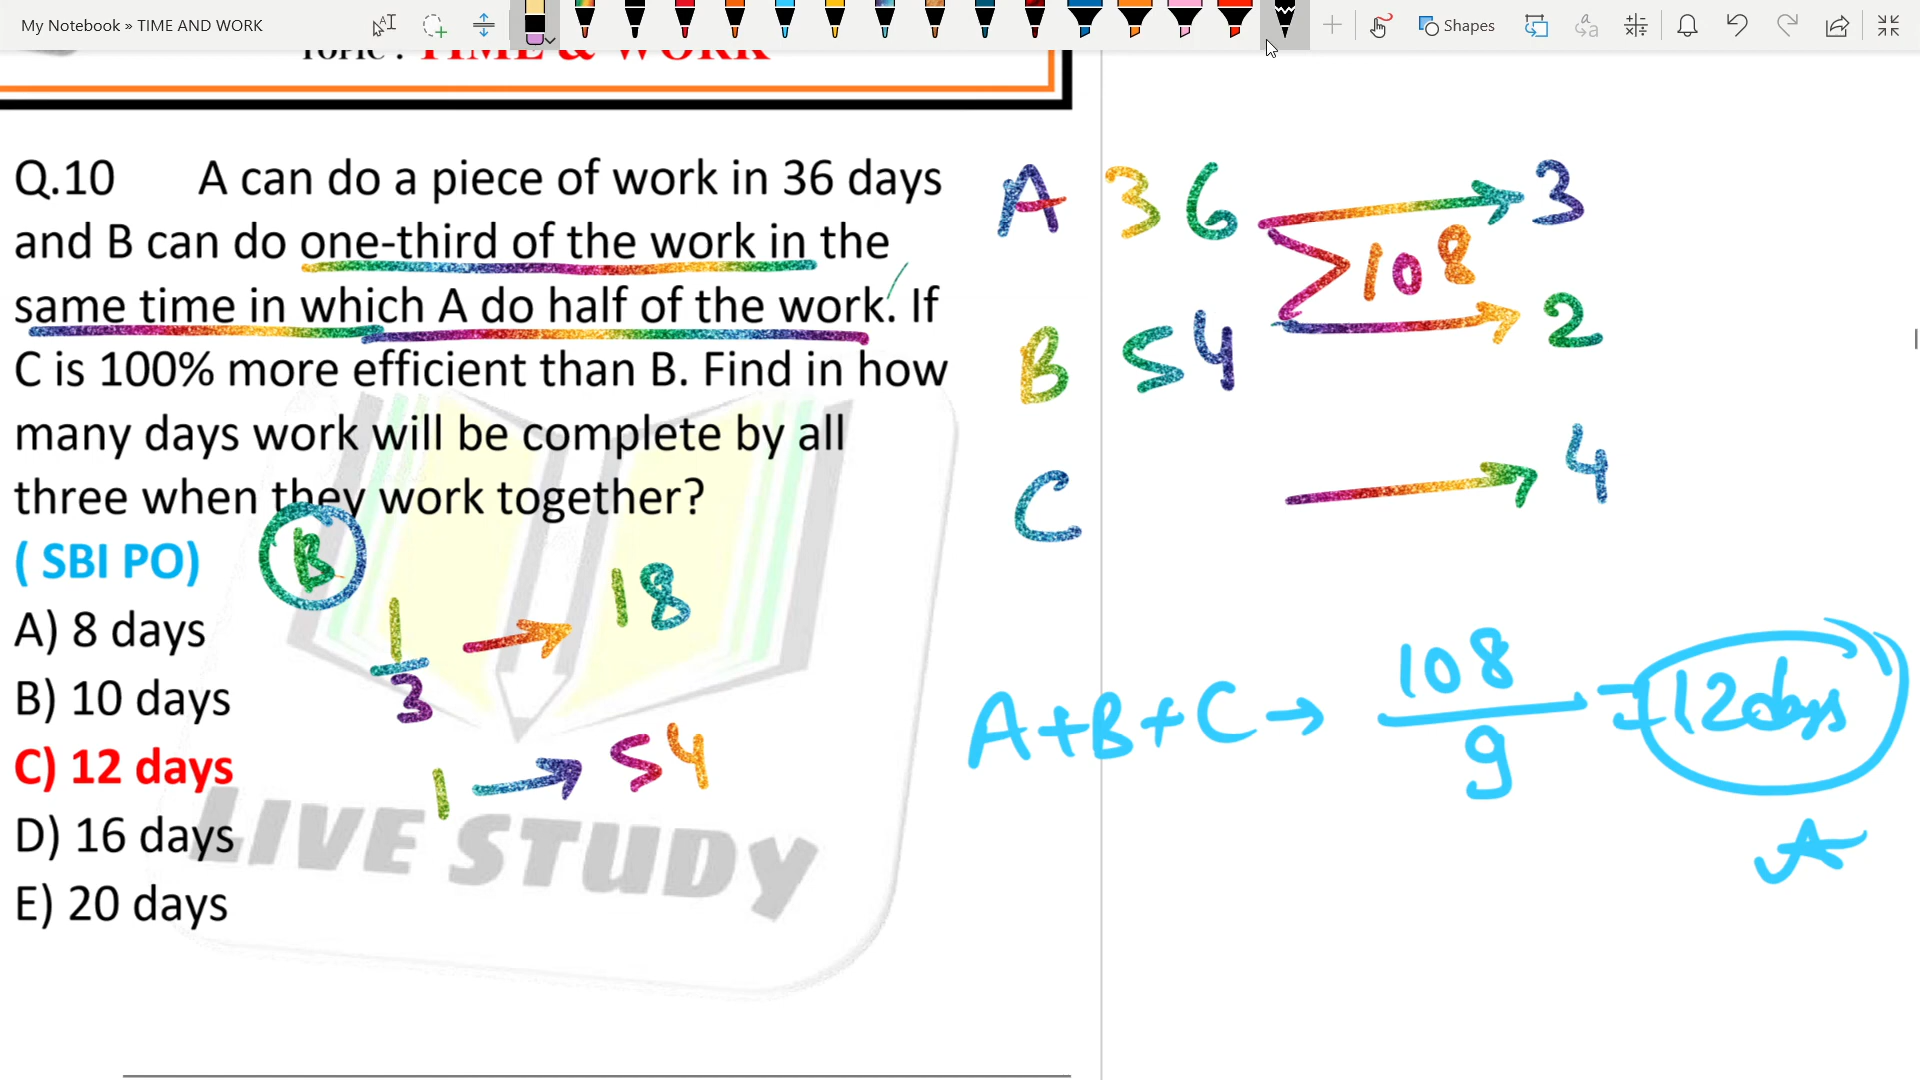 My Notebook » TIME AND WORK
Shapes
TOPIC : TIME & WORK
Q.10 A can do a piece of work in 36 days
and B can do one-third of the work in the
same time in which A do half of the work. If
C is 100% more efficient than B. Find in how
many days work will be complete by all
three when they work together?
( SBI PO)
A) 8 days
B) 10 days
C) 12 days
D) 16 days
E) 20 days
B
1/3 → 18
1 → 54
LIVE STUDY
A 36 → 3
108
B 54 → 2
C → 4
A+B+C → 108/9 = 12 days